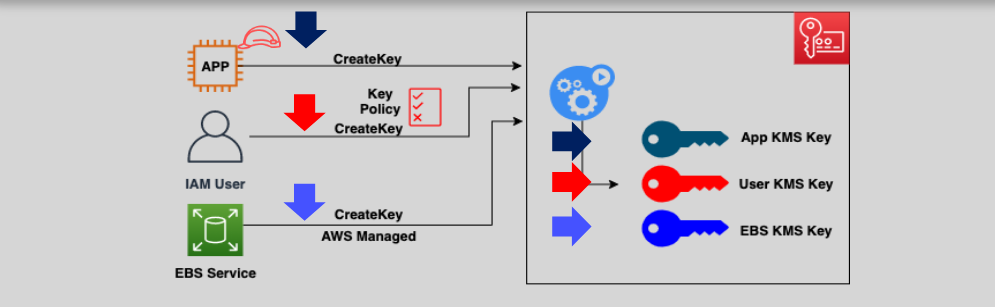 APP
CreateKey
Key
Policy
CreateKey
IAM User
CreateKey
AWS Managed
EBS Service
App KMS Key
User KMS Key
EBS KMS Key